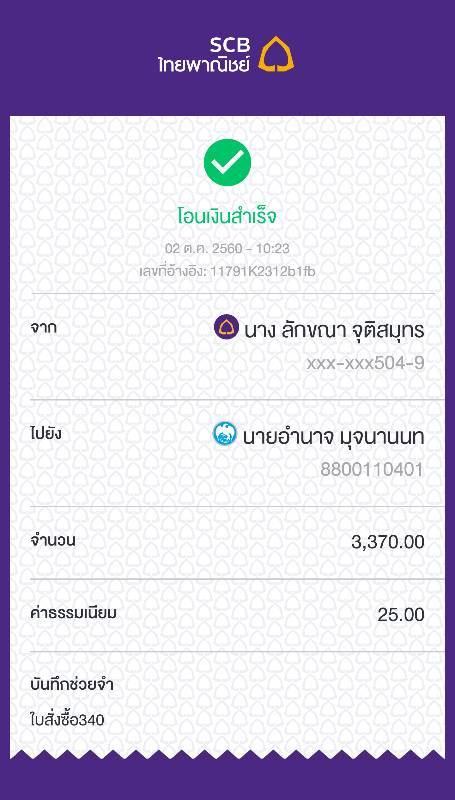 SCB
ไทยพาณิชย์
โอนเงินสำเร็จ
02 ต.ค. 2560 - 10:23
เลขที่อ้างอิง: 11791K2312b1fb
จาก
นาง ลักขณา จุติสมุทร
xxx-xxx504-9
ไปยัง
นายอำนาจ มุจนานนท
8800110401
จำนวน 3,370.00
ค่าธรรมเนียม 25.00
บันทึกช่วยจำ
ใบสั่งซื้อ340